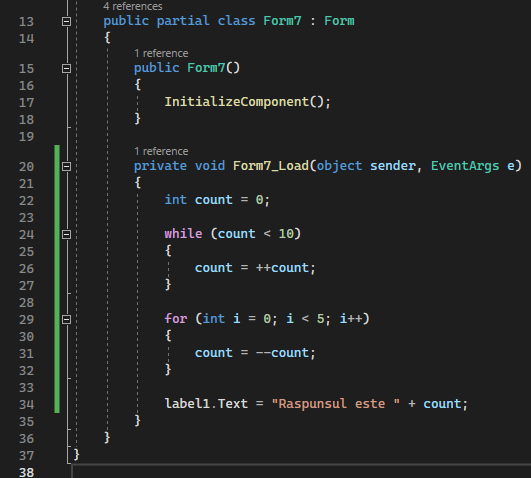 4 references
13 public partial class Form7 : Form
14 {
1 reference
15 public Form7()
16 {
17 InitializeComponent();
18 }
19
1 reference
20 private void Form7_Load(object sender, EventArgs e)
21 {
22 int count = 0;
23
24 while (count < 10)
25 {
26 count = ++count;
27 }
28
29 for (int i = 0; i < 5; i++)
30 {
31 count = --count;
32 }
33
34 label1.Text = "Raspunsul este " + count;
35 }
36 }
37 }
38